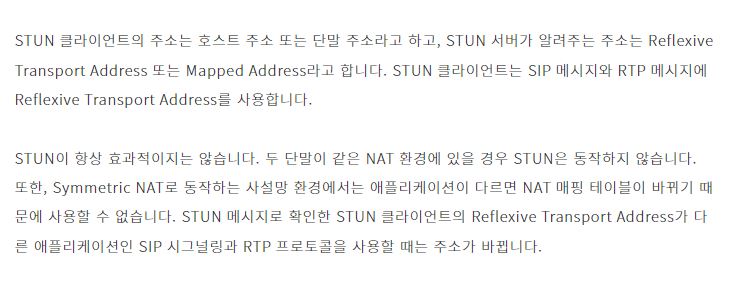 STUN 클라이언트의 주소는 호스트 주소 또는 단말 주소라고 하고, STUN 서버가 알려주는 주소는 Reflexive
Transport Address 또는 Mapped Address라고 합니다. STUN 클라이언트는 SIP 메시지와 RTP 메시지에
Reflexive Transport Address를 사용합니다.
STUN이 항상 효과적이지는 않습니다. 두 단말이 같은 NAT 환경에 있을 경우 STUN은 동작하지 않습니다.
또한, Symmetric NAT로 동작하는 사설망 환경에서는 애플리케이션이 다르면 NAT 매핑 테이블이 바뀌기 때
문에 사용할 수 없습니다. STUN 메시지로 확인한 STUN 클라이언트의 Reflexive Transport Address가 다
른 애플리케이션인 SIP 시그널링과 RTP 프로토콜을 사용할 때는 주소가 바뀝니다.